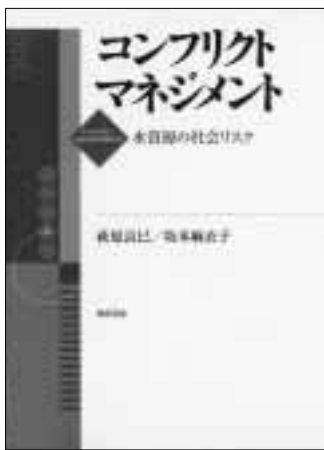 コンフリクト
マネジメント
水資源の社会リスク
萩原良巳／坂本麻衣子